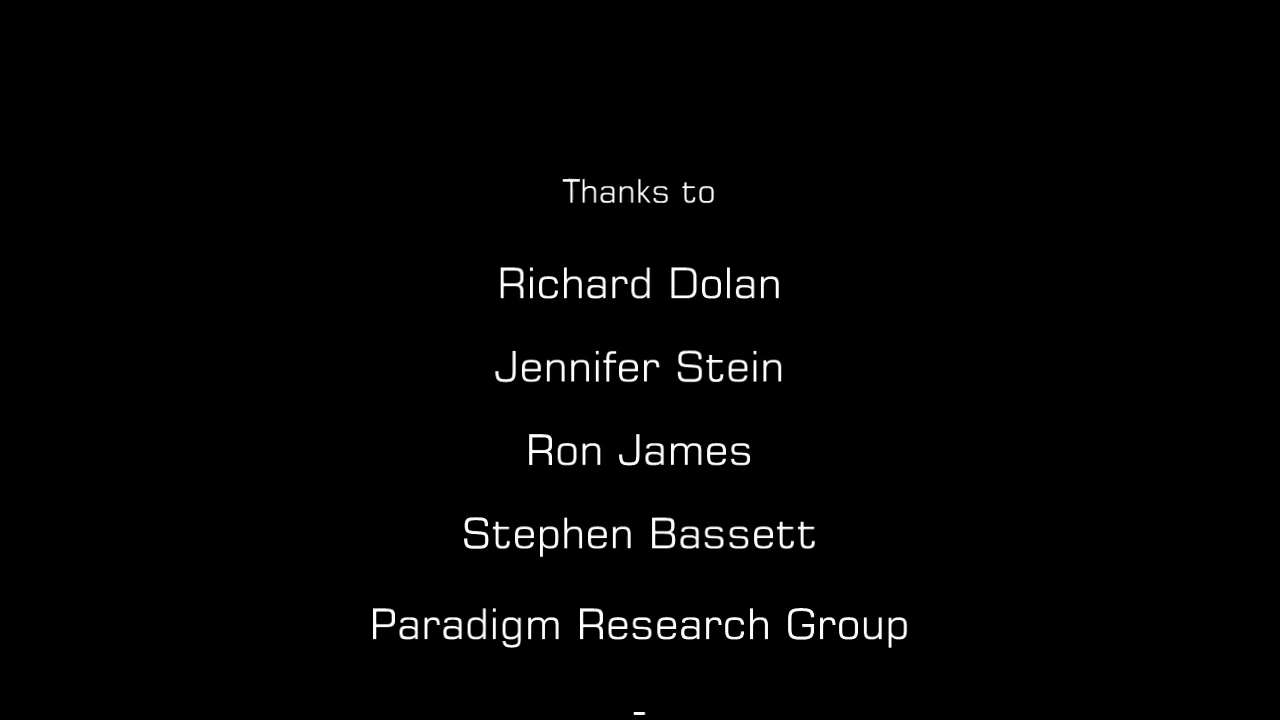 Thanks to
Richard Dolan
Jennifer Stein
Ron James
Stephen Bassett
Paradigm Research Group